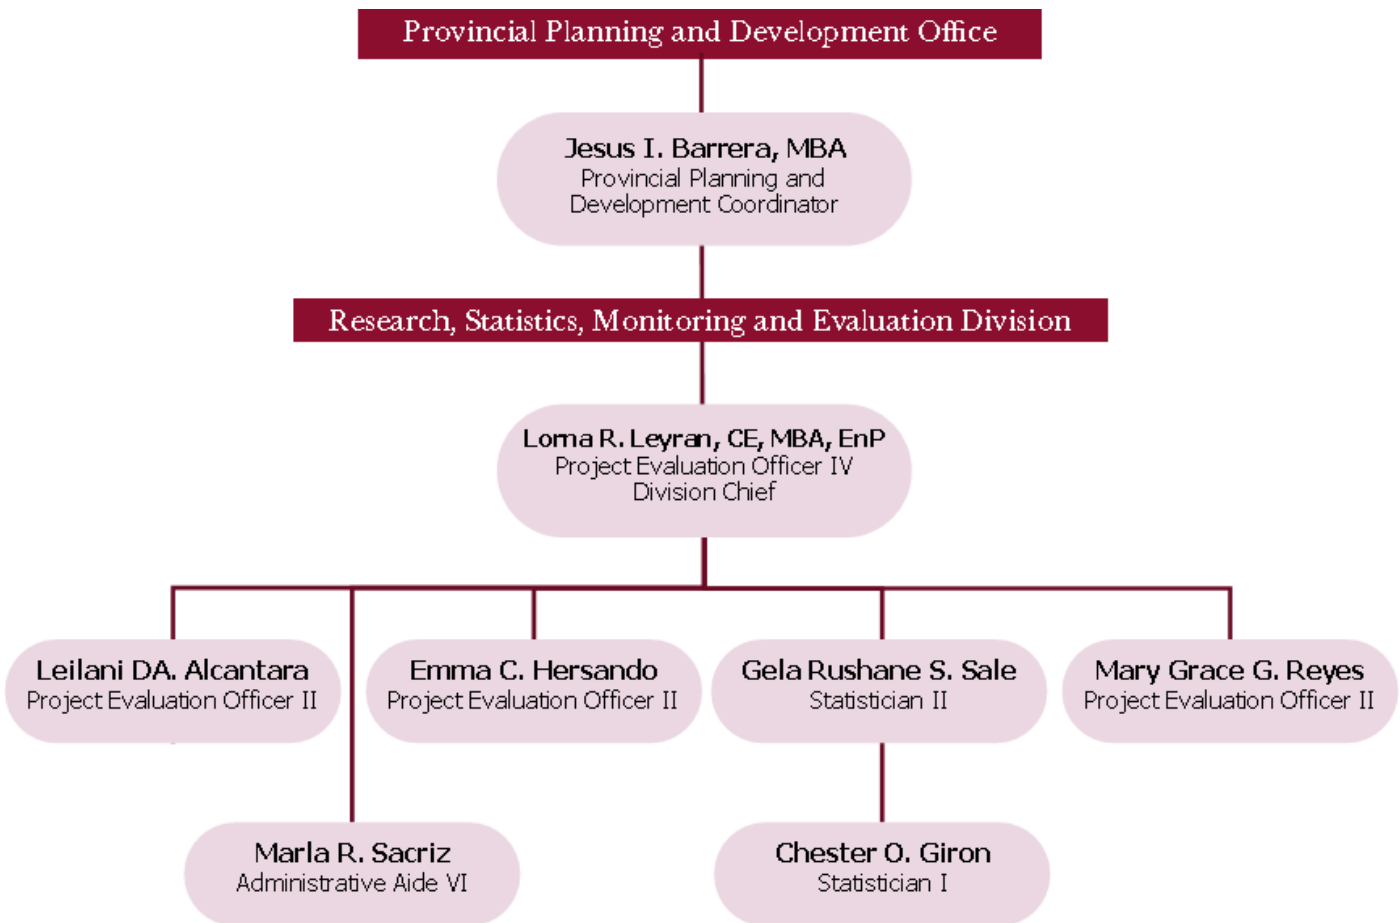 Provincial Planning and Development Office
Jesus I. Barrera, MBA
Provincial Planning and
Development Coordinator
Research, Statistics, Monitoring and Evaluation Division
Lorna R. Leyran, CE, MBA, EnP
Project Evaluation Officer IV
Division Chief
Leilani DA. Alcantara
Project Evaluation Officer II
Emma C. Hersando
Project Evaluation Officer II
Gela Rushane S. Sale
Statistician II
Mary Grace G. Reyes
Project Evaluation Officer II
Marla R. Sacriz
Administrative Aide VI
Chester O. Giron
Statistician I